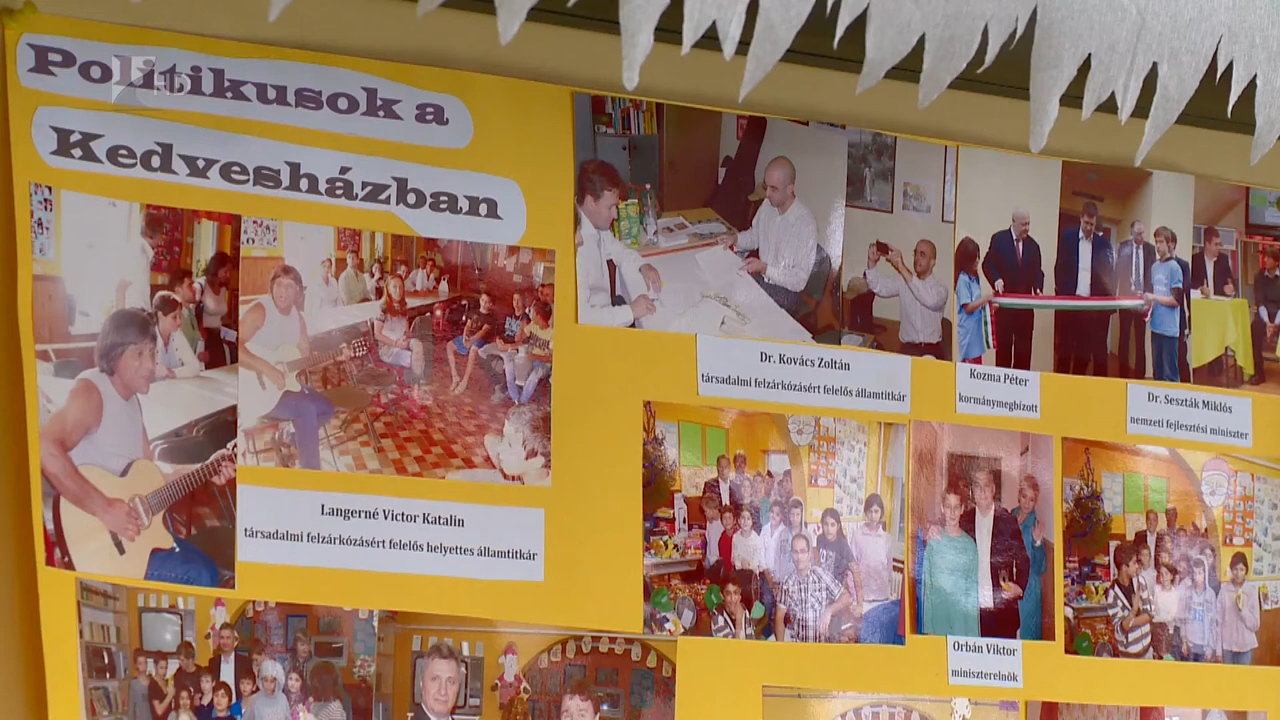 Politikusok a
Kedvesházban
Langerné Victor Katalin
társadalmi felzárkózásért felelős helyettes államtitkár
Dr. Kovács Zoltán
társadalmi felzárkózásért felelős államtitkár
Kozma Péter
kormánymegbízott
Dr. Seszták Miklós
nemzeti fejlesztési miniszter
Orbán Viktor
miniszterelnök